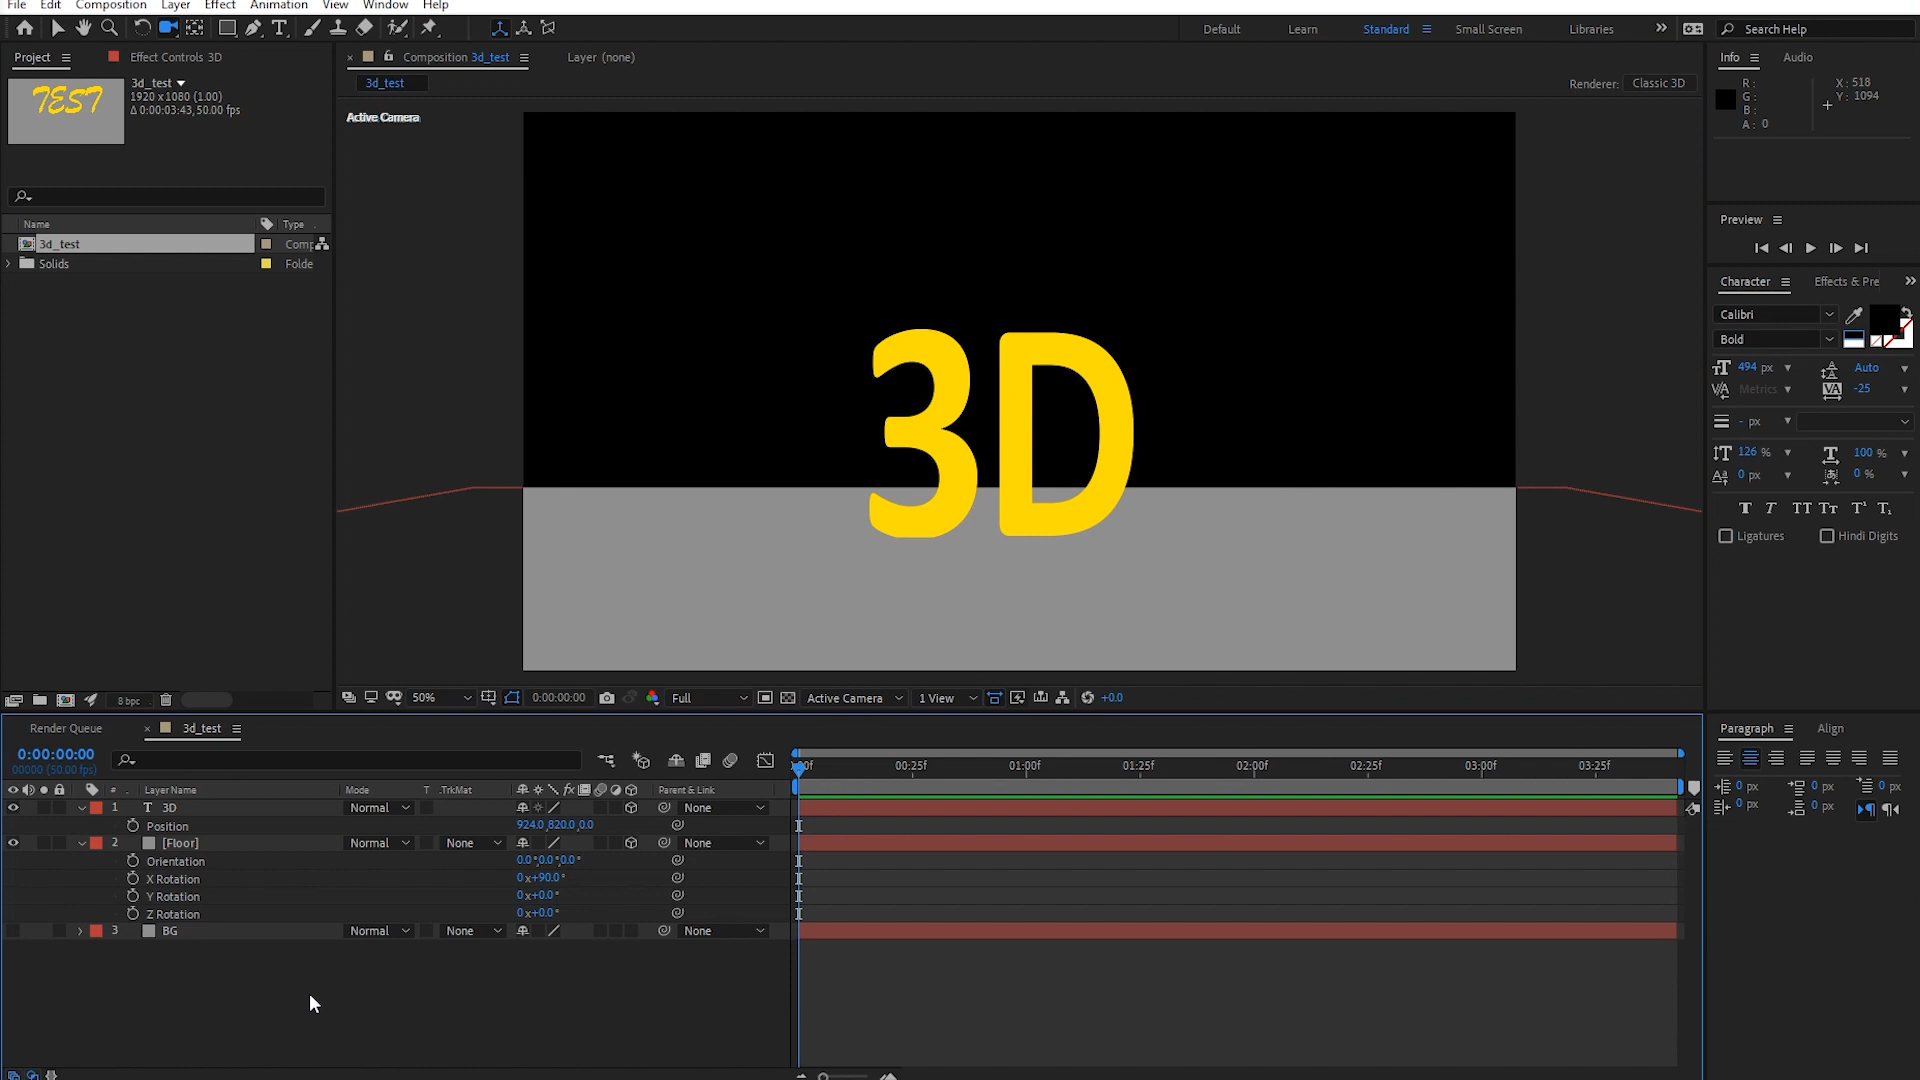 File Edit Composition Layer Effect Animation View Window Help
Default Learn Standard Small Screen Libraries Search Help
Project Effect Controls 3D
Composition 3d_test Layer (none)
Info Audio
TEST
3d_test
1920 x 1080 (1.00)
Δ 0:00:03:43, 50.00 fps
3d_test
Renderer: Classic 3D
R:
G:
B:
A: 0
X: 518
Y: 1094
Active Camera
Name Type
3d_test Comp
Solids Folde
Preview
Character Effects & Pre
Calibri
Bold
494 px Auto
Metrics -25
- px
126 % 100 %
0 px 0 %
Ligatures Hindi Digits
3D
8 bpc
50% 0:00:00:00 Full Active Camera 1 View +0.0
Render Queue 3d_test
0:00:00:00
00000 (50.00 fps)
00f 00:25f 01:00f 01:25f 02:00f 02:25f 03:00f 03:25f
# Layer Name Mode T .TrkMat Parent & Link
1 T 3D Normal None
Position 924.0,820.0,0.0
2 [Floor] Normal None None
Orientation 0.0°,0.0°,0.0°
X Rotation 0x+90.0°
Y Rotation 0x+0.0°
Z Rotation 0x+0.0°
3 BG Normal None None
Paragraph Align
0 px 0 px 0 px
0 px 0 px